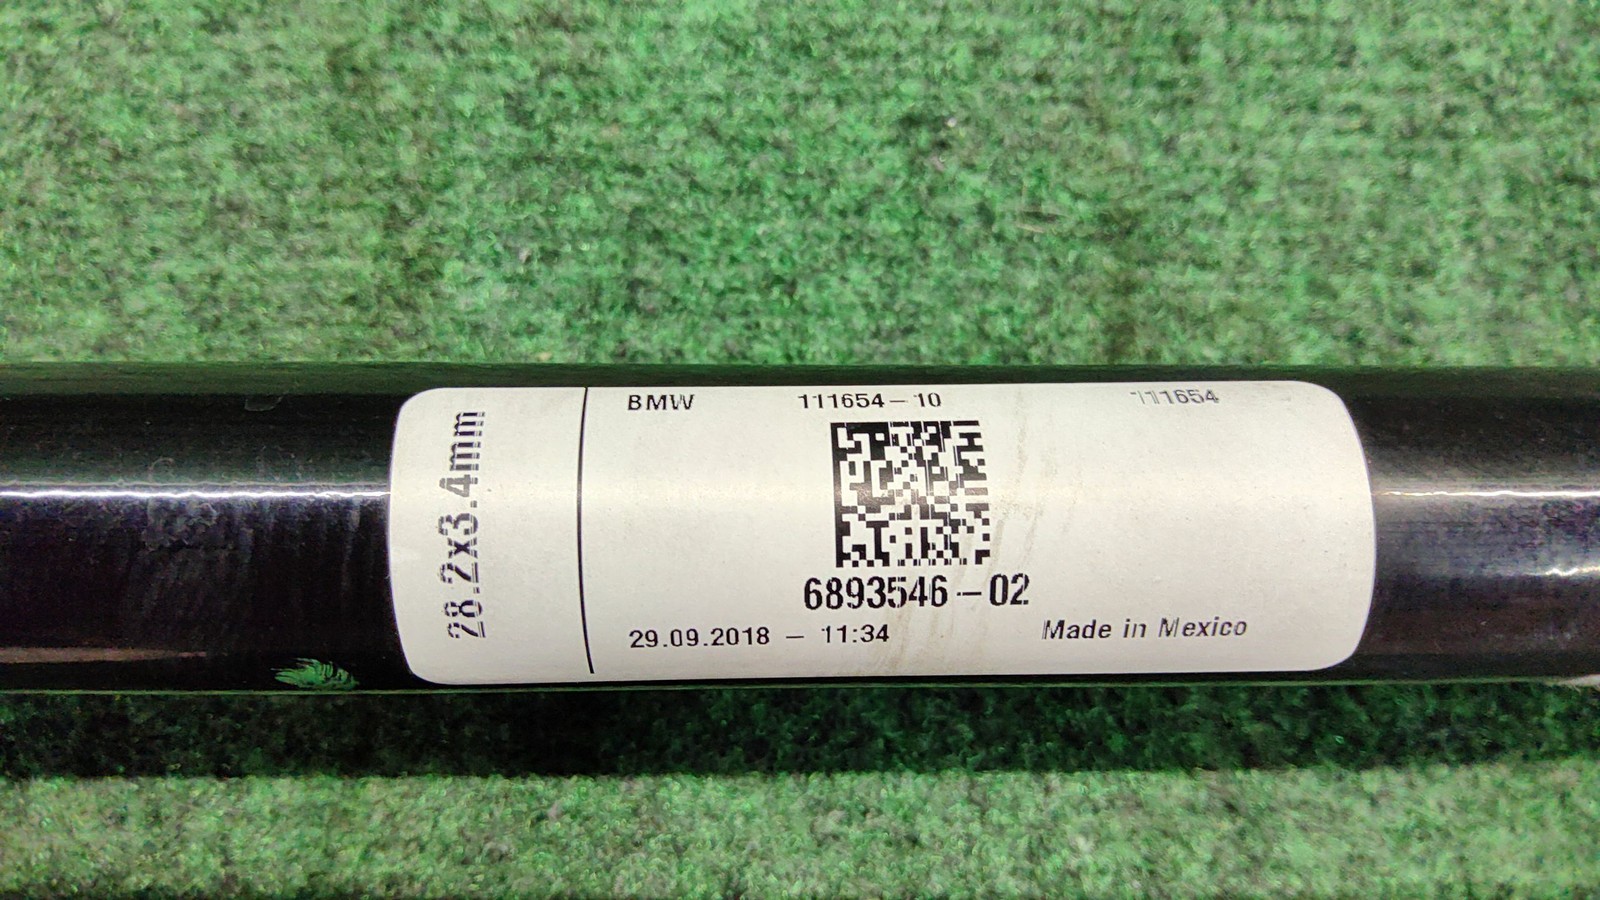 28.2x3.4mm
BMW 111654-10 111654
6893546-02
29.09.2018 - 11:34 Made in Mexico